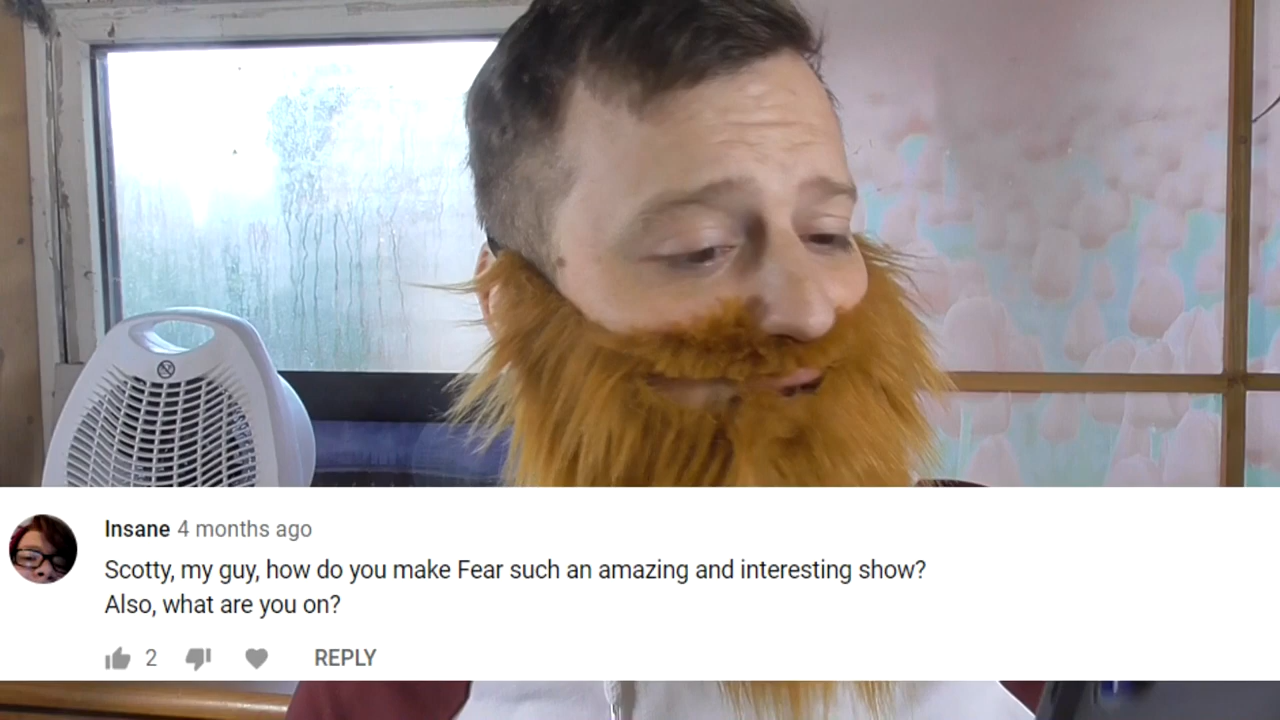 Insane 4 months ago
Scotty, my guy, how do you make Fear such an amazing and interesting show?
Also, what are you on?
2 REPLY